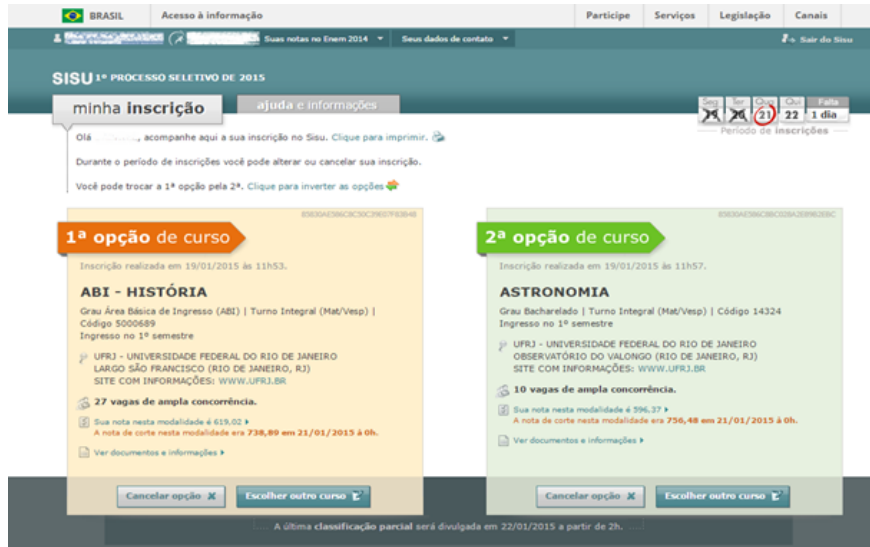 BRASIL Acesso à informação Participe Serviços Legislação Canais
Suas notas no Enem 2014 Seus dados de contato Sair do Sisu
SISU 1º PROCESSO SELETIVO DE 2015
minha inscrição ajuda e informações
Seg Ter Qua Qui Falta
19 20 21 22 1 dia
Período de inscrições
Olá , acompanhe aqui a sua inscrição no Sisu. Clique para imprimir.
Durante o período de inscrições você pode alterar ou cancelar sua inscrição.
Você pode trocar a 1ª opção pela 2ª. Clique para inverter as opções
1ª opção de curso
Inscrição realizada em 19/01/2015 às 11h53.
ABI - HISTÓRIA
Grau Área Básica de Ingresso (ABI) | Turno Integral (Mat/Vesp) |
Código 5000689
Ingresso no 1º semestre
UFRJ - UNIVERSIDADE FEDERAL DO RIO DE JANEIRO
LARGO SÃO FRANCISCO (RIO DE JANEIRO, RJ)
SITE COM INFORMAÇÕES: WWW.UFRJ.BR
27 vagas de ampla concorrência.
Sua nota nesta modalidade é 619,02
A nota de corte nesta modalidade era 738,89 em 21/01/2015 à 0h.
Ver documentos e informações
Cancelar opção X Escolher outro curso
2ª opção de curso
Inscrição realizada em 19/01/2015 às 11h57.
ASTRONOMIA
Grau Bacharelado | Turno Integral (Mat/Vesp) | Código 14324
Ingresso no 1º semestre
UFRJ - UNIVERSIDADE FEDERAL DO RIO DE JANEIRO
OBSERVATÓRIO DO VALONGO (RIO DE JANEIRO, RJ)
SITE COM INFORMAÇÕES: WWW.UFRJ.BR
10 vagas de ampla concorrência.
Sua nota nesta modalidade é 596,37
A nota de corte nesta modalidade era 756,48 em 21/01/2015 à 0h.
Ver documentos e informações
Cancelar opção X Escolher outro curso
A última classificação parcial será divulgada em 22/01/2015 a partir de 2h.